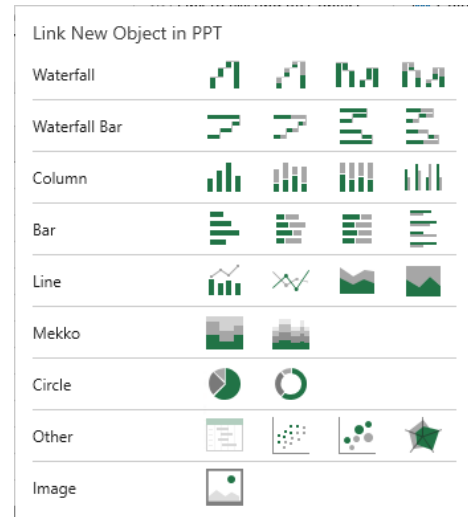 Link New Object in PPT
Waterfall
Waterfall Bar
Column
Bar
Line
Mekko
Circle
Other
Image